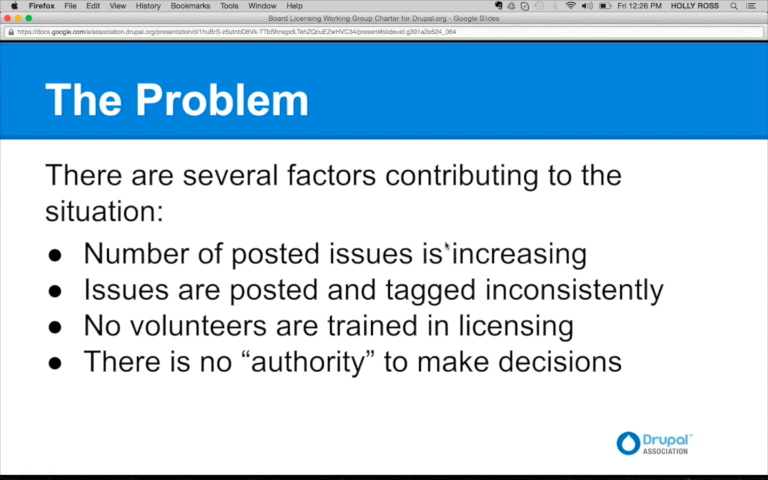 Firefox File Edit View History Bookmarks Tools Window Help Fri 12:26 PM HOLLY ROSS
Board Licensing Working Group Charter for Drupal.org - Google Slides
The Problem
There are several factors contributing to the
situation:
● Number of posted issues is increasing
● Issues are posted and tagged inconsistently
● No volunteers are trained in licensing
● There is no “authority” to make decisions
Drupal™
ASSOCIATION